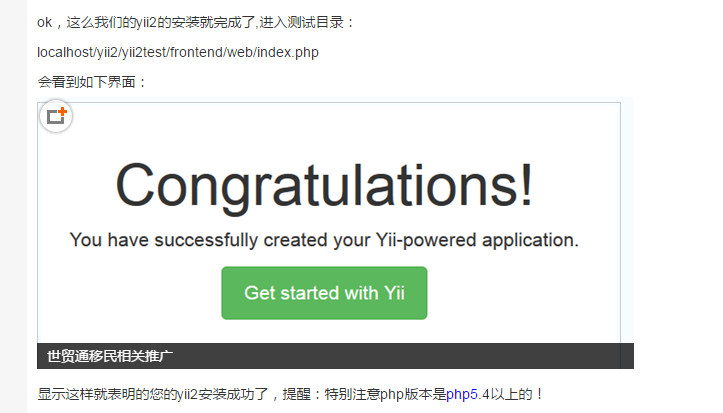 ok，这么我们的yii2的安装就完成了,进入测试目录：
localhost/yii2/yii2test/frontend/web/index.php
会看到如下界面：
Congratulations!
You have successfully created your Yii-powered application.
Get started with Yii
世贸通移民相关推广
显示这样就表明的您的yii2安装成功了，提醒：特别注意php版本是php5.4以上的！